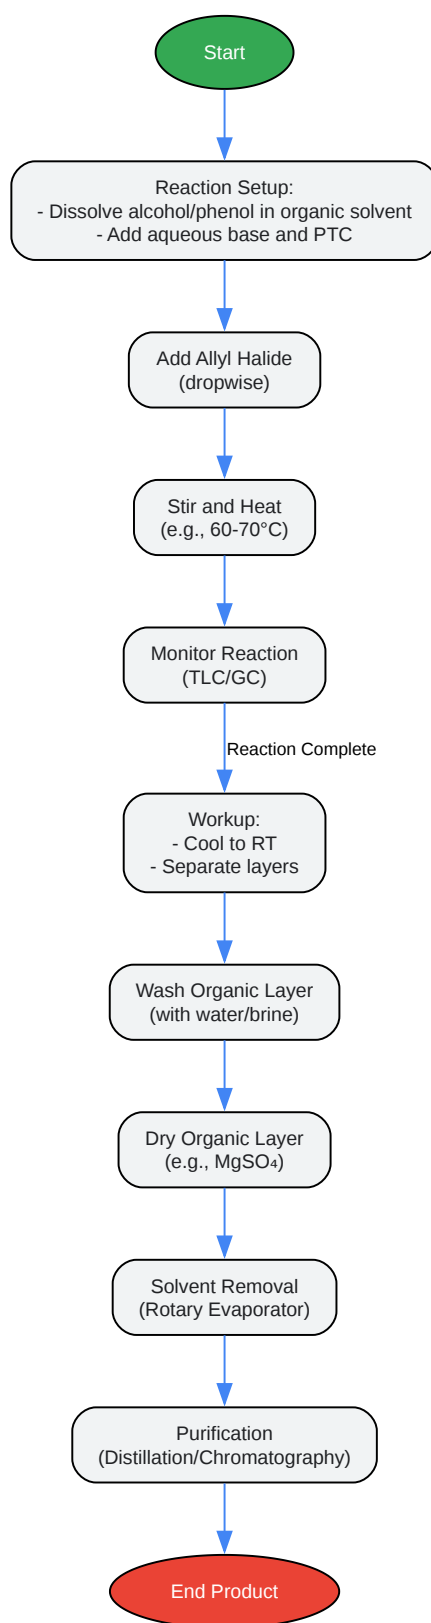 Start
Reaction Setup:
- Dissolve alcohol/phenol in organic solvent
- Add aqueous base and PTC
Add Allyl Halide
(dropwise)
Stir and Heat
(e.g., 60-70°C)
Monitor Reaction
(TLC/GC)
Reaction Complete
Workup:
- Cool to RT
- Separate layers
Wash Organic Layer
(with water/brine)
Dry Organic Layer
(e.g., MgSO₄)
Solvent Removal
(Rotary Evaporator)
Purification
(Distillation/Chromatography)
End Product